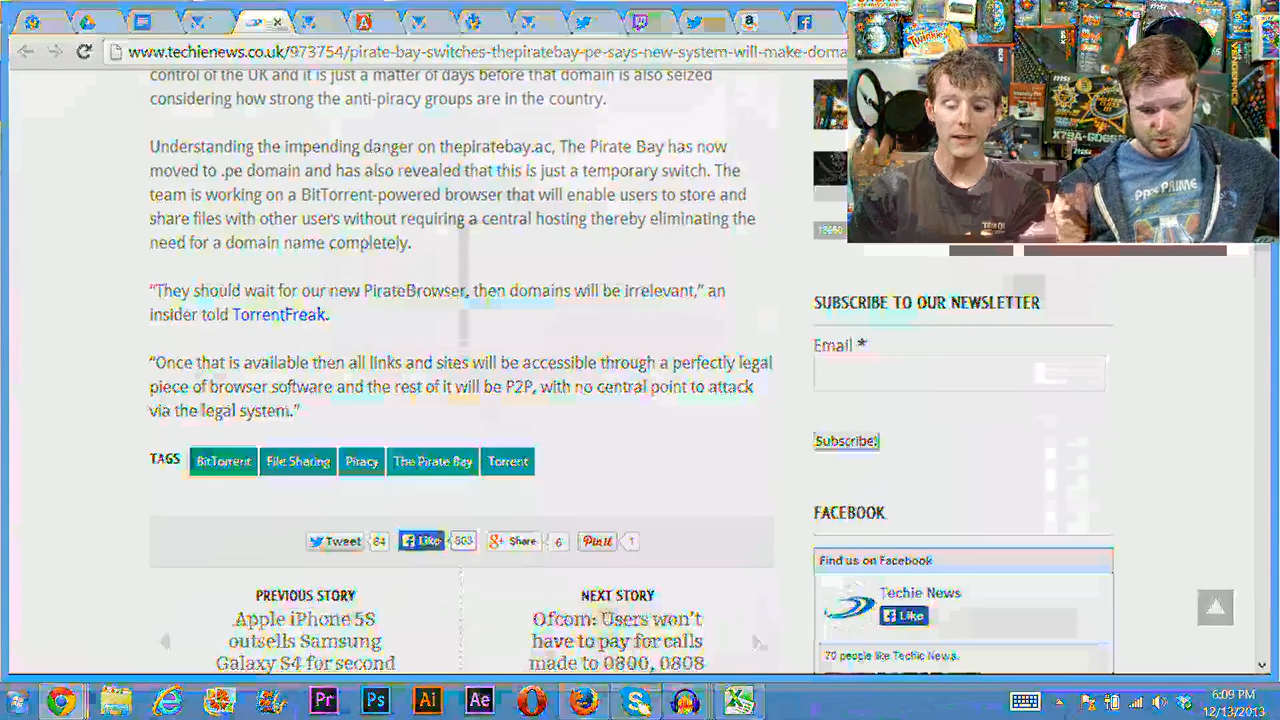 www.techienews.co.uk/973754/pirate-bay-switches-thepiratebay-pe-says-new-system-will-make-doma
control of the UK and it is just a matter of days before that domain is also seized
considering how strong the anti-piracy groups are in the country.
Understanding the impending danger on thepiratebay.ac, The Pirate Bay has now
moved to .pe domain and has also revealed that this is just a temporary switch. The
team is working on a BitTorrent-powered browser that will enable users to store and
share files with other users without requiring a central hosting thereby eliminating the
need for a domain name completely.
“They should wait for our new PirateBrowser, then domains will be irrelevant,” an
insider told TorrentFreak.
“Once that is available then all links and sites will be accessible through a perfectly legal
piece of browser software and the rest of it will be P2P, with no central point to attack
via the legal system.”
TAGS BitTorrent File Sharing Piracy The Pirate Bay Torrent
Tweet 84 Like 803 Share 6 Pin it 1
PREVIOUS STORY
Apple iPhone 5S
outsells Samsung
Galaxy S4 for second
NEXT STORY
Ofcom: Users won’t
have to pay for calls
made to 0800, 0808
SUBSCRIBE TO OUR NEWSLETTER
Email *
Subscribe!
FACEBOOK
Find us on Facebook
Techie News
Like
70 people like Techie News.
Twinkies
VENGEANCE
Pr Ps Ai Ae
6:09 PM
12/13/2013